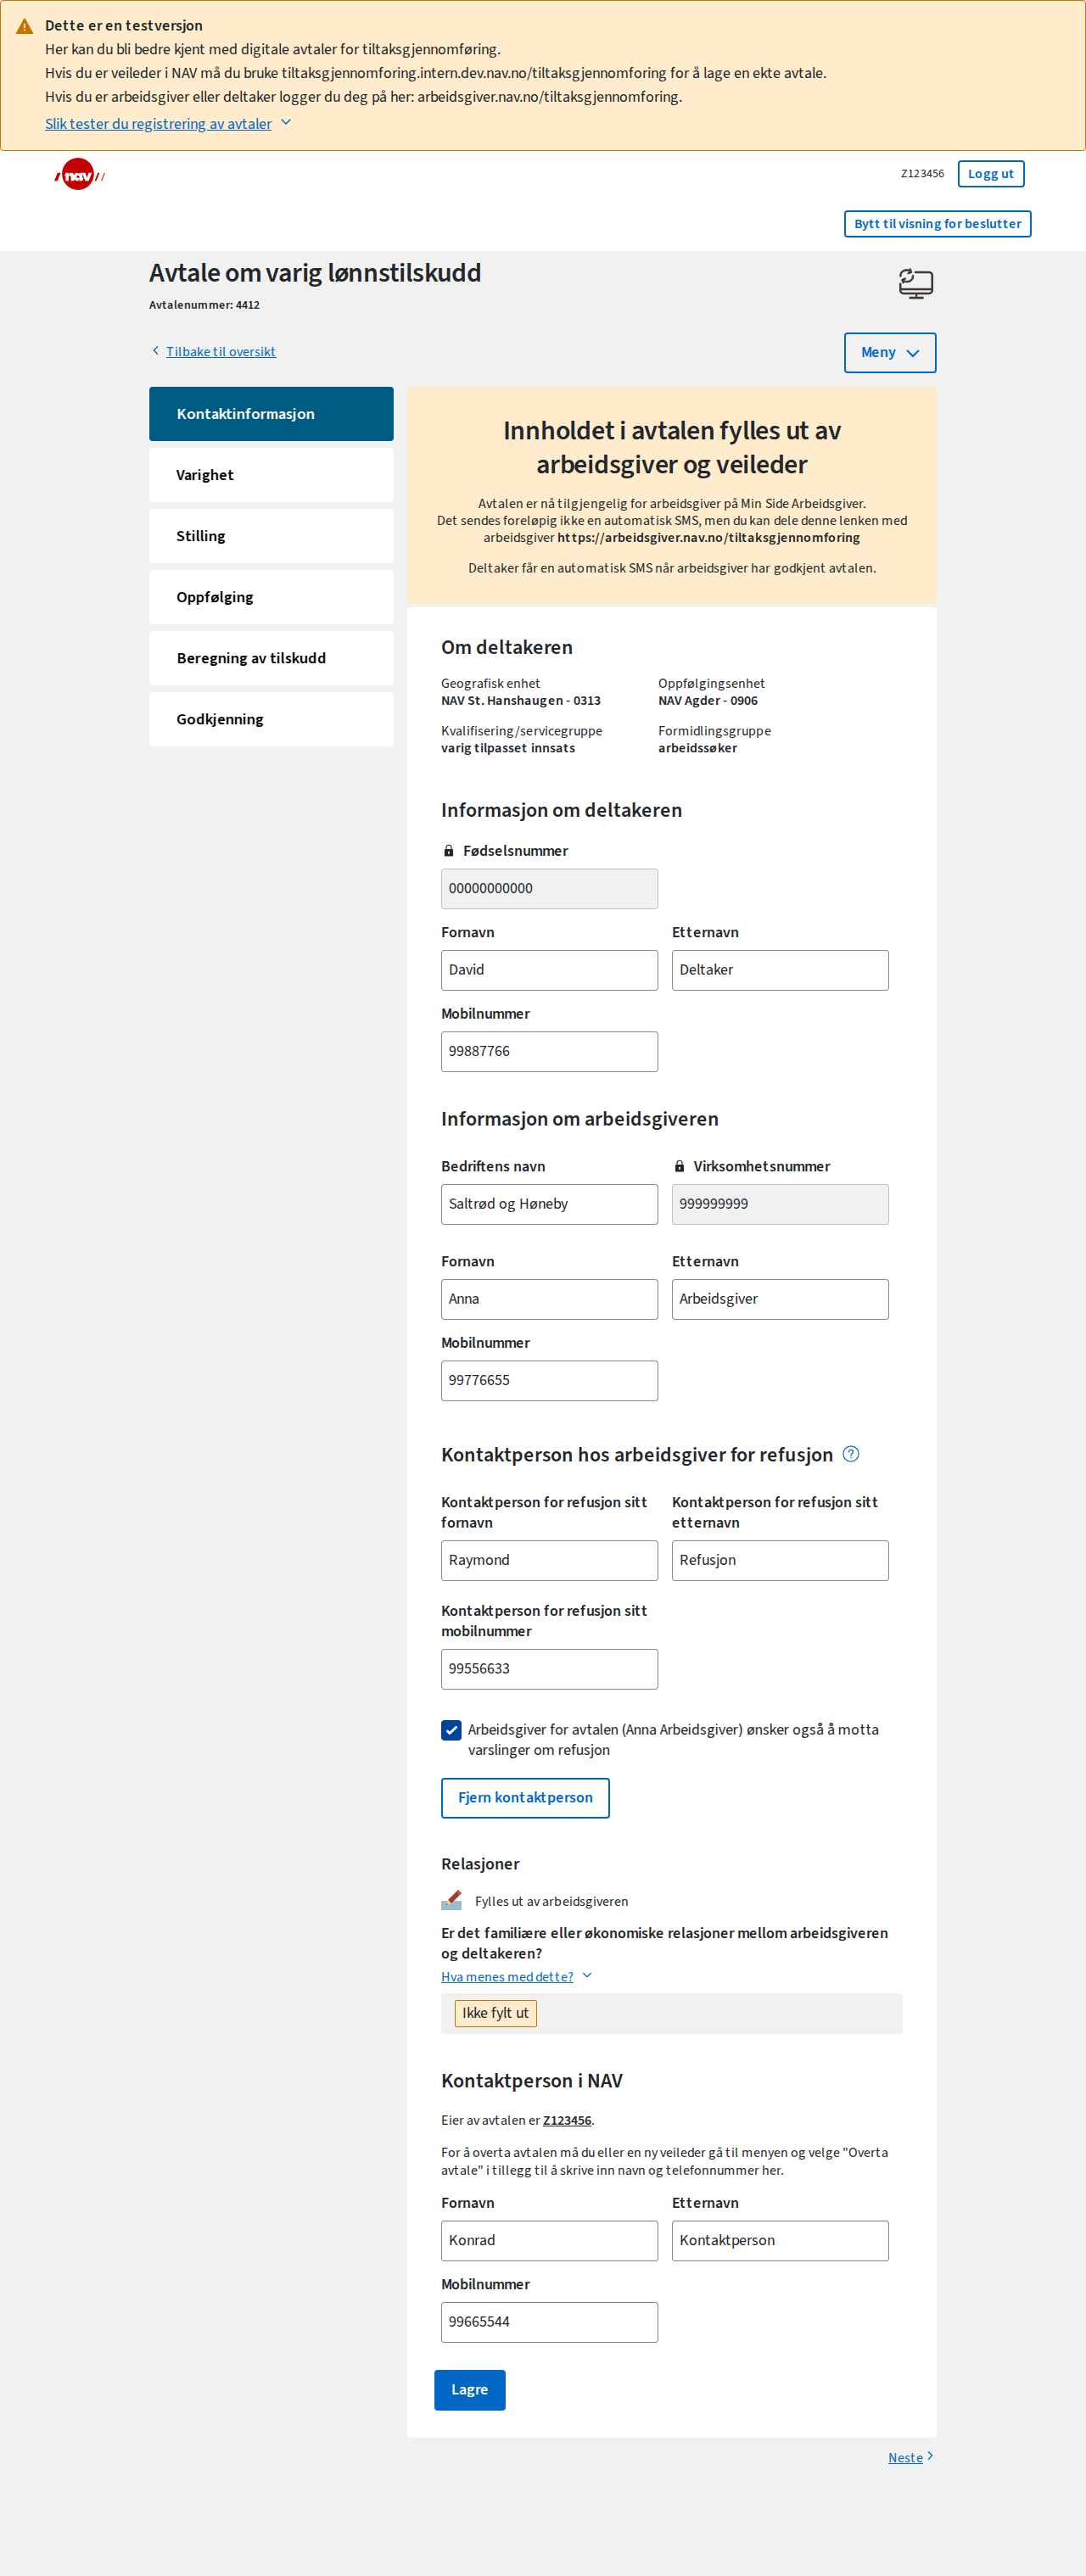 Dette er en testversjon
Her kan du bli bedre kjent med digitale avtaler for tiltaksgjennomføring.
Hvis du er veileder i NAV må du bruke tiltaksgjennomforing.intern.dev.nav.no/tiltaksgjennomforing for å lage en ekte avtale.
Hvis du er arbeidsgiver eller deltaker logger du deg på her: arbeidsgiver.nav.no/tiltaksgjennomforing.
Slik tester du registrering av avtaler
nav
Z123456
Logg ut
Bytt til visning for beslutter
Avtale om varig lønnstilskudd
Avtalenummer: 4412
Tilbake til oversikt
Meny
Kontaktinformasjon
Varighet
Stilling
Oppfølging
Beregning av tilskudd
Godkjenning
Innholdet i avtalen fylles ut av
arbeidsgiver og veileder
Avtalen er nå tilgjengelig for arbeidsgiver på Min Side Arbeidsgiver.
Det sendes foreløpig ikke en automatisk SMS, men du kan dele denne lenken med
arbeidsgiver https://arbeidsgiver.nav.no/tiltaksgjennomforing
Deltaker får en automatisk SMS når arbeidsgiver har godkjent avtalen.
Om deltakeren
Geografisk enhet
NAV St. Hanshaugen - 0313
Oppfølgingsenhet
NAV Agder - 0906
Kvalifisering/servicegruppe
varig tilpasset innsats
Formidlingsgruppe
arbeidssøker
Informasjon om deltakeren
Fødselsnummer
00000000000
Fornavn
David
Etternavn
Deltaker
Mobilnummer
99887766
Informasjon om arbeidsgiveren
Bedriftens navn
Saltrød og Høneby
Virksomhetsnummer
999999999
Fornavn
Anna
Etternavn
Arbeidsgiver
Mobilnummer
99776655
Kontaktperson hos arbeidsgiver for refusjon
Kontaktperson for refusjon sitt
fornavn
Raymond
Kontaktperson for refusjon sitt
etternavn
Refusjon
Kontaktperson for refusjon sitt
mobilnummer
99556633
Arbeidsgiver for avtalen (Anna Arbeidsgiver) ønsker også å motta
varslinger om refusjon
Fjern kontaktperson
Relasjoner
Fylles ut av arbeidsgiveren
Er det familiære eller økonomiske relasjoner mellom arbeidsgiveren
og deltakeren?
Hva menes med dette?
Ikke fylt ut
Kontaktperson i NAV
Eier av avtalen er Z123456.
For å overta avtalen må du eller en ny veileder gå til menyen og velge "Overta
avtale" i tillegg til å skrive inn navn og telefonnummer her.
Fornavn
Konrad
Etternavn
Kontaktperson
Mobilnummer
99665544
Lagre
Neste